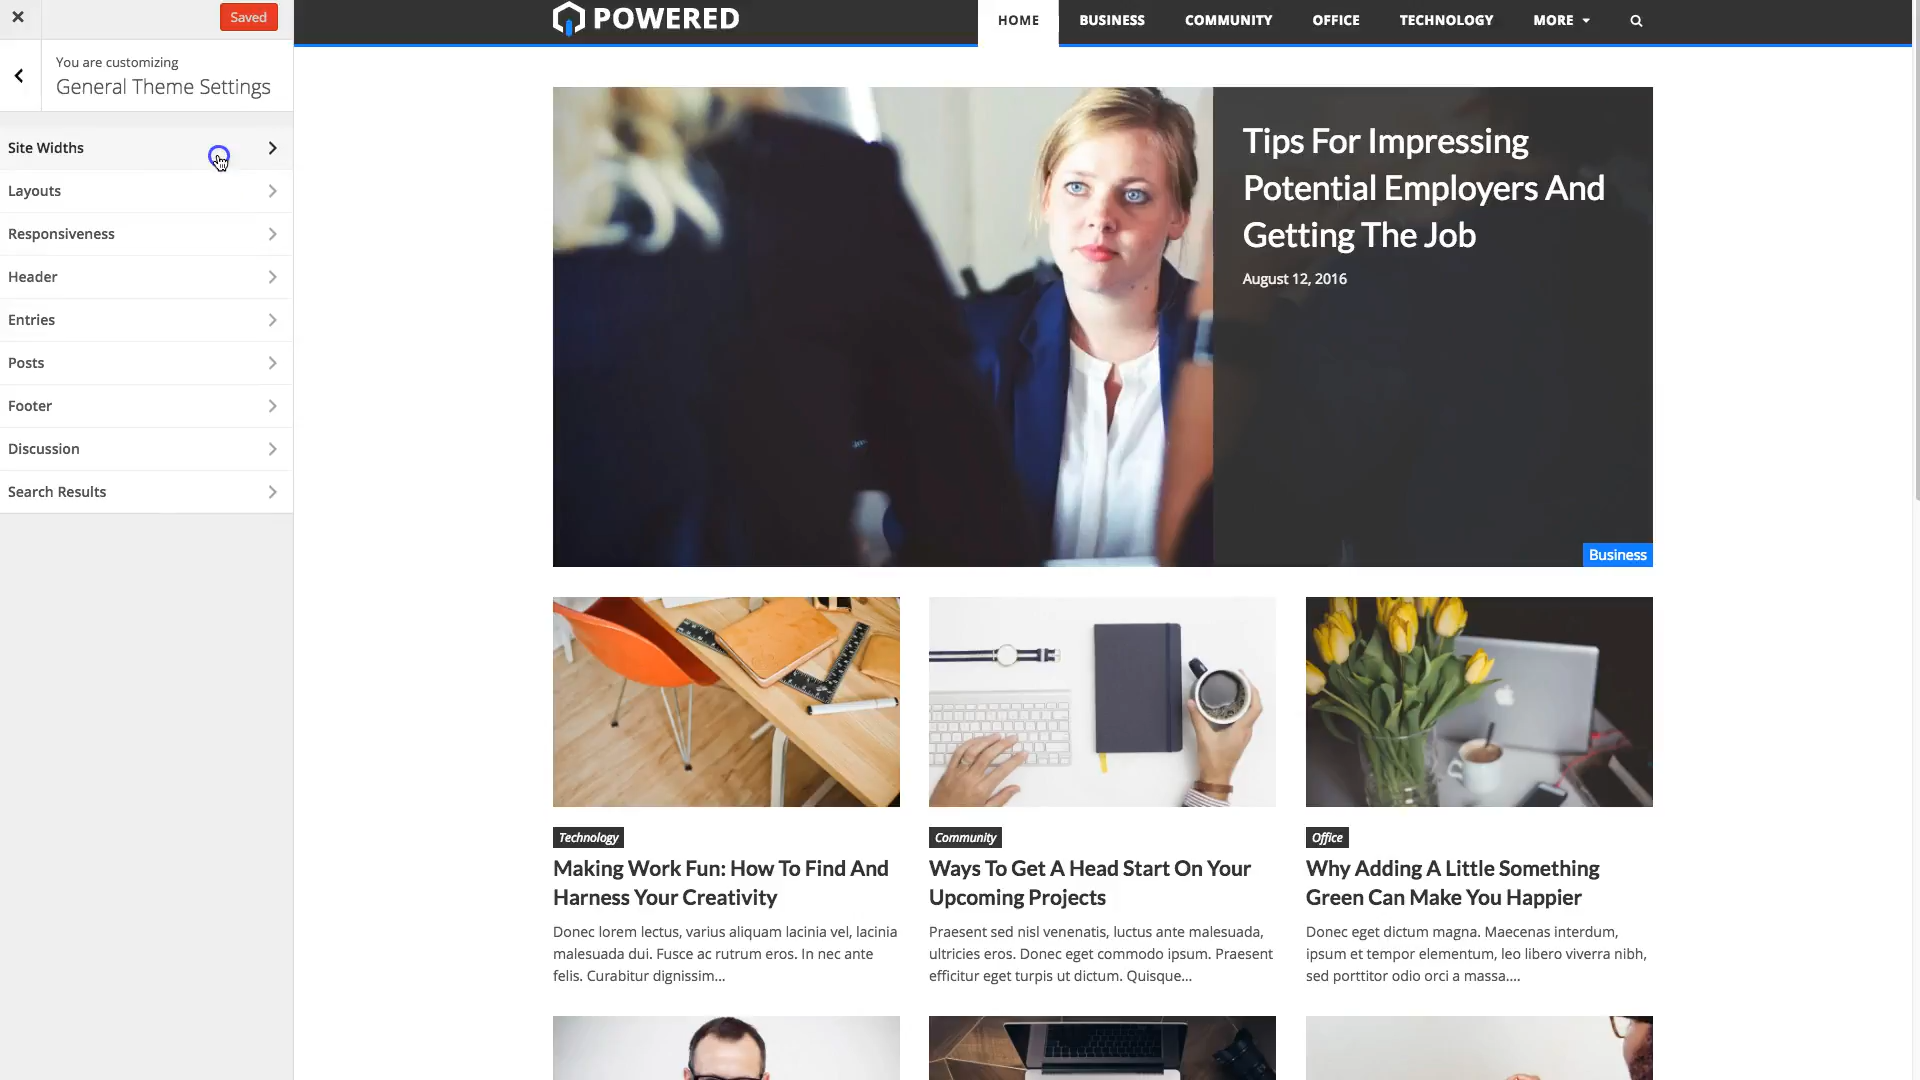 Saved
You are customizing
General Theme Settings
Site Widths
Layouts
Responsiveness
Header
Entries
Posts
Footer
Discussion
Search Results
POWERED
HOME BUSINESS COMMUNITY OFFICE TECHNOLOGY MORE
Tips For Impressing
Potential Employers And
Getting The Job
August 12, 2016
Business
Technology
Making Work Fun: How To Find And
Harness Your Creativity
Donec lorem lectus, varius aliquam lacinia vel, lacinia
malesuada dui. Fusce ac rutrum eros. In nec ante
felis. Curabitur dignissim...
Community
Ways To Get A Head Start On Your
Upcoming Projects
Praesent sed nisl venenatis, luctus ante malesuada,
ultricies eros. Donec eget commodo ipsum. Praesent
efficitur eget turpis ut dictum. Quisque...
Office
Why Adding A Little Something
Green Can Make You Happier
Donec eget dictum magna. Maecenas interdum,
ipsum et tempor elementum, leo libero viverra nibh,
sed porttitor odio orci a massa....